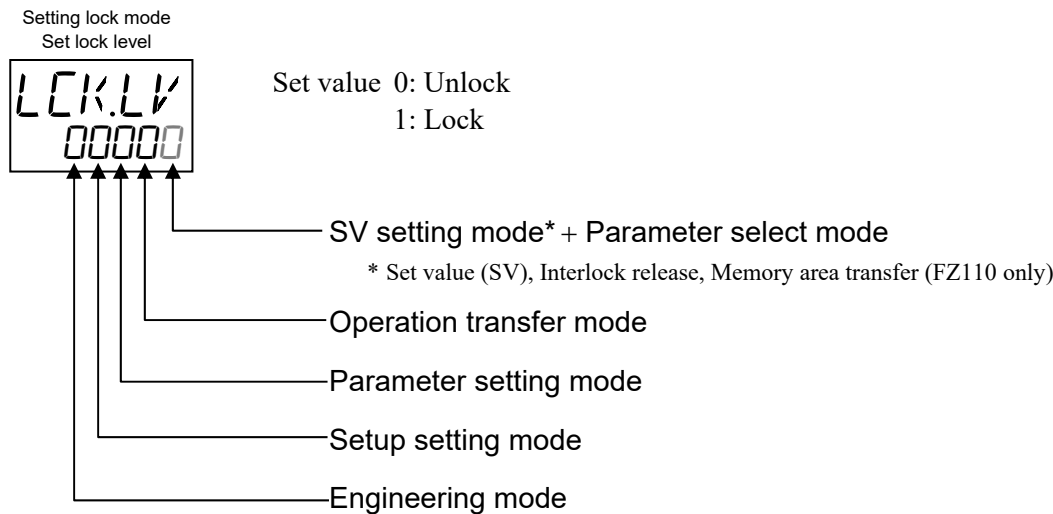 Setting lock mode
Set lock level
LCK.LV
00000
Set value 0: Unlock
1: Lock
SV setting mode* + Parameter select mode
* Set value (SV), Interlock release, Memory area transfer (FZ110 only)
Operation transfer mode
Parameter setting mode
Setup setting mode
Engineering mode